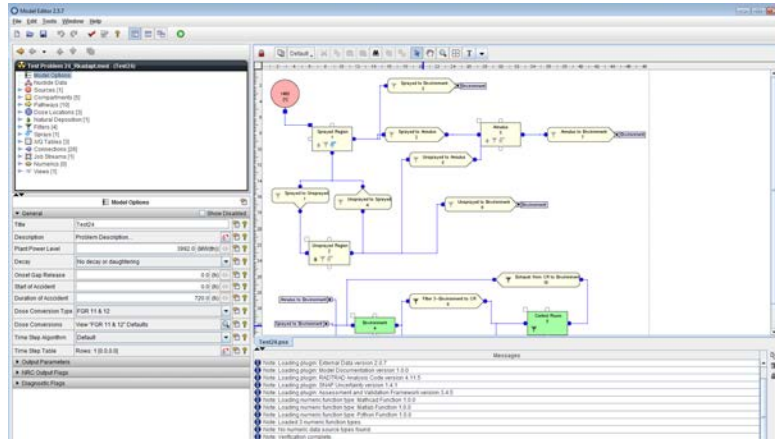 Model Editor 2.5.7
File Edit Tools Window Help
Default
Test Problem 24_Rkadapt.med (Test24)
Model Options
Nuclide Data
Sources [1]
Compartments [5]
Pathways [10]
Dose Locations [3]
Natural Deposition [1]
Filters [4]
Sprays [1]
X/Q Tables [3]
Connections [28]
Job Streams [1]
Numerics [0]
Views [1]
Model Options
General
Show Disabled
Title Test24
Description Problem Description...
Plant Power Level
Decay No decay or daughtering
Onset Gap Release 0.0 (h)
Start of Accident 0.0 (h)
Duration of Accident 720.0 (h)
Dose Conversion Type FGR 11 & 12
Dose Conversions View "FGR 11 & 12" Defaults
Time Step Algorithm Default
Time Step Table Rows: 1 [0.0,0.0]
Output Parameters
NRC Output Flags
Diagnostic Flags
Sprayed to Environment
Environment
Sprayed Region
1
Sprayed to Annulus
Annulus
Annulus to Environment
Environment
Unsprayed to Annulus
Sprayed to Unsprayed
Unsprayed to Sprayed
Unsprayed to Environment
Environment
Unsprayed Region
2
Exhaust from CR to Environment
Annulus to Environment
Filter 3-Environment to CR
Sprayed to Environment
Environment
Control Room
Test24.pse
Messages
Note: Loading plugin: External Data version 2.0.7
Note: Loading plugin: Model Documentation version 1.0.0
Note: Loading plugin: RADTRAD Analysis Code version 4.11.5
Note: Loading plugin: SNAP Uncertainty version 1.4.1
Note: Loading plugin: Assessment and Validation Framework version 3.4.5
Note: Loading numeric function type: Mathcad Function 1.0.0
Note: Loading numeric function type: Matlab Function 1.0.0
Note: Loading numeric function type: Python Function 1.0.0
Note: Loaded 3 numeric function types
Note: No numeric data source types found.
Note: Verification complete.